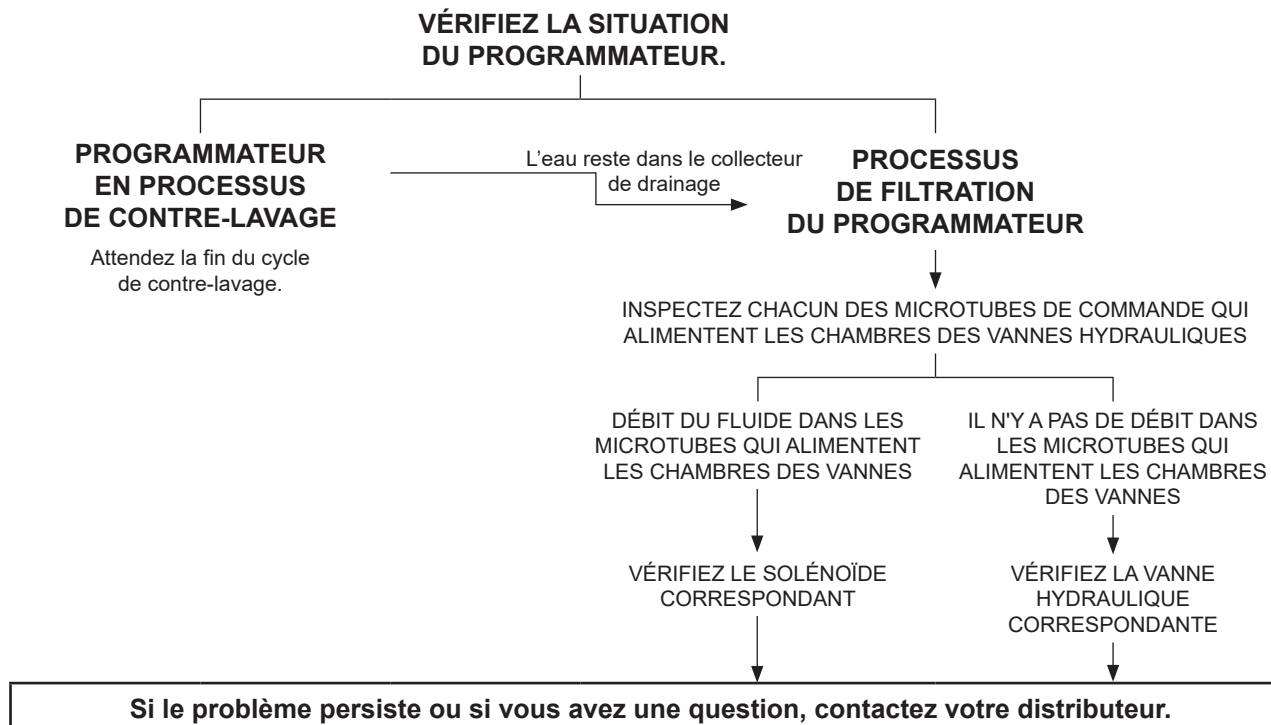 VÉRIFIEZ LA SITUATION
DU PROGRAMMATEUR.
PROGRAMMATEUR
EN PROCESSUS
DE CONTRE-LAVAGE
Attendez la fin du cycle
de contre-lavage.
L'eau reste dans le collecteur
de drainage
PROCESSUS
DE FILTRATION
DU PROGRAMMATEUR
INSPECTEZ CHACUN DES MICROTUBES DE COMMANDE QUI
ALIMENTENT LES CHAMBRES DES VANNES HYDRAULIQUES
DÉBIT DU FLUIDE DANS LES
MICROTUBES QUI ALIMENTENT
LES CHAMBRES DES VANNES
VÉRIFIEZ LE SOLÉNOÏDE
CORRESPONDANT
IL N'Y A PAS DE DÉBIT DANS
LES MICROTUBES QUI
ALIMENTENT LES CHAMBRES
DES VANNES
VÉRIFIEZ LA VANNE
HYDRAULIQUE
CORRESPONDANTE
Si le problème persiste ou si vous avez une question, contactez votre distributeur.